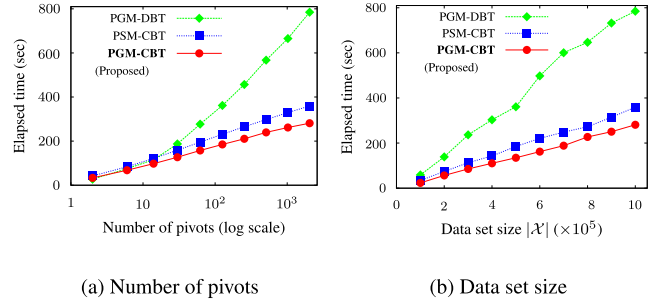 PGM-DBT
PSM-CBT
PGM-CBT
(Proposed)
Elapsed time (sec)
800
600
400
200
0
1
10¹
10²
10³
Number of pivots (log scale)
(a) Number of pivots
PGM-DBT
PSM-CBT
PGM-CBT
(Proposed)
Elapsed time (sec)
800
600
400
200
0
0
2
4
6
8
10
Data set size |𝒳| (×10⁵)
(b) Data set size